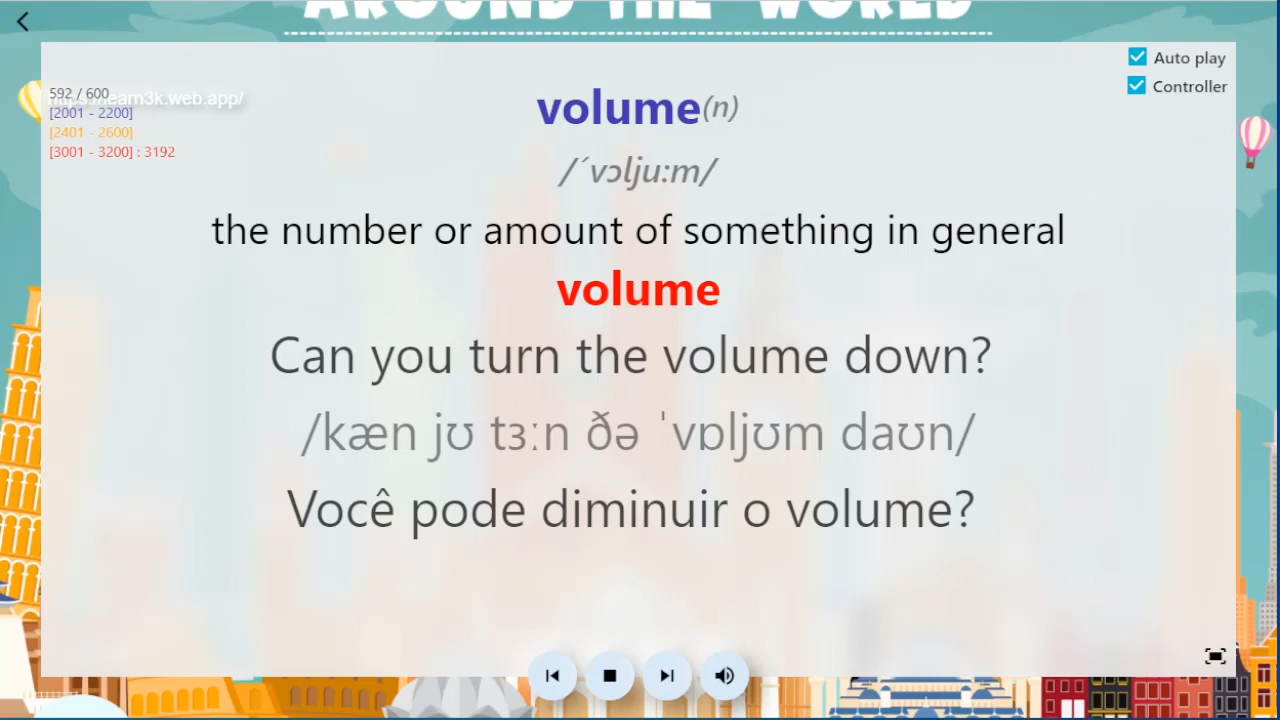 AROUND THE WORLD
Auto play
Controller
592 / 600
https://learn3k.web.app/
[2001 - 2200]
[2401 - 2600]
[3001 - 3200] : 3192
volume(n)
/´vɔlju:m/
the number or amount of something in general
volume
Can you turn the volume down?
/kæn jʊ tɜːn ðə ˈvɒljʊm daʊn/
Você pode diminuir o volume?